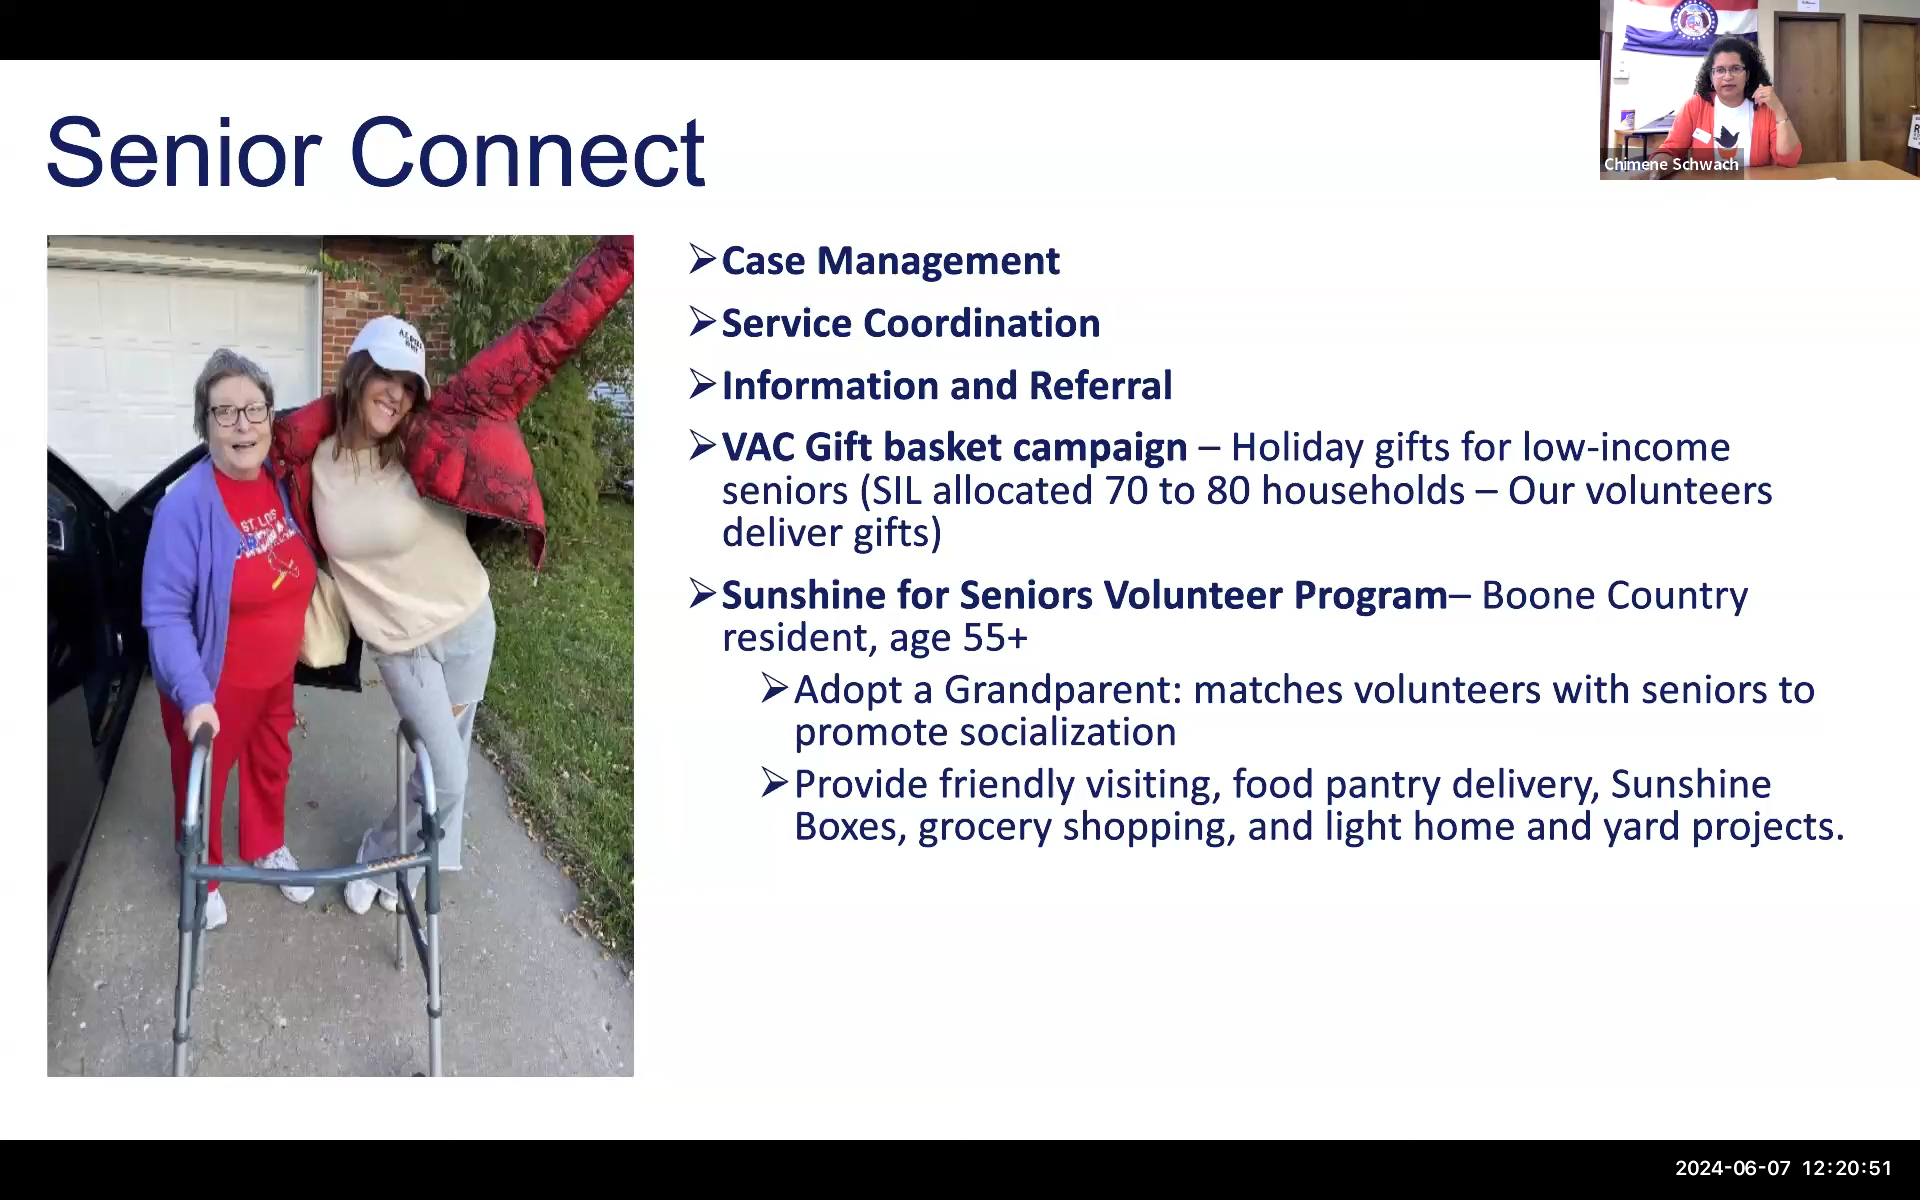 Senior Connect
Chimene Schwach
➢Case Management
➢Service Coordination
➢Information and Referral
➢VAC Gift basket campaign – Holiday gifts for low-income
seniors (SIL allocated 70 to 80 households – Our volunteers
deliver gifts)
➢Sunshine for Seniors Volunteer Program– Boone Country
resident, age 55+
➢Adopt a Grandparent: matches volunteers with seniors to
promote socialization
➢Provide friendly visiting, food pantry delivery, Sunshine
Boxes, grocery shopping, and light home and yard projects.
ST. LOUIS
2024-06-07 12:20:51